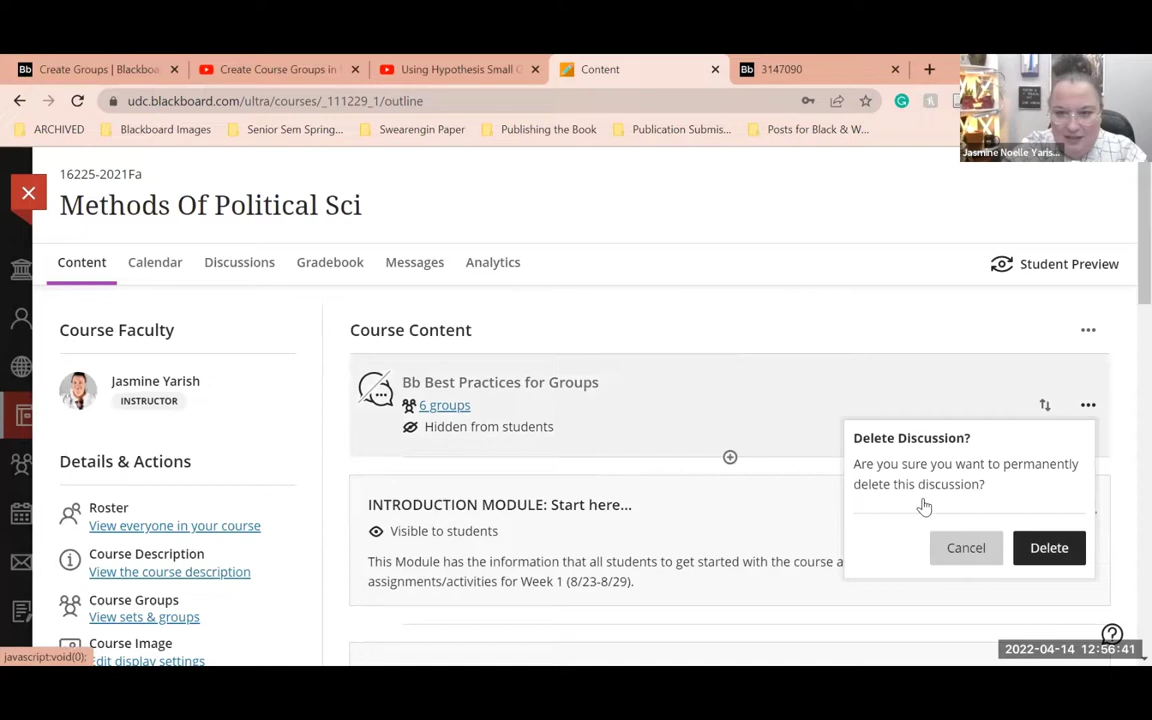 Create Groups | Blackboa
Create Course Groups in
Using Hypothesis Small G
Content
3147090
udc.blackboard.com/ultra/courses/_111229_1/outline
ARCHIVED
Blackboard Images
Senior Sem Spring...
Swearengin Paper
Publishing the Book
Publication Submis...
Posts for Black & W...
Jasmine Noelle Yaris...
16225-2021Fa
Methods Of Political Sci
Content
Calendar
Discussions
Gradebook
Messages
Analytics
Student Preview
Course Faculty
Jasmine Yarish
INSTRUCTOR
Details & Actions
Roster
View everyone in your course
Course Description
View the course description
Course Groups
View sets & groups
Course Image
Edit display settings
javascript:void(0);
Course Content
Bb Best Practices for Groups
6 groups
Hidden from students
Delete Discussion?
Are you sure you want to permanently
delete this discussion?
Cancel
Delete
INTRODUCTION MODULE: Start here...
Visible to students
This Module has the information that all students to get started with the course a
assignments/activities for Week 1 (8/23-8/29).
2022-04-14 12:56:41